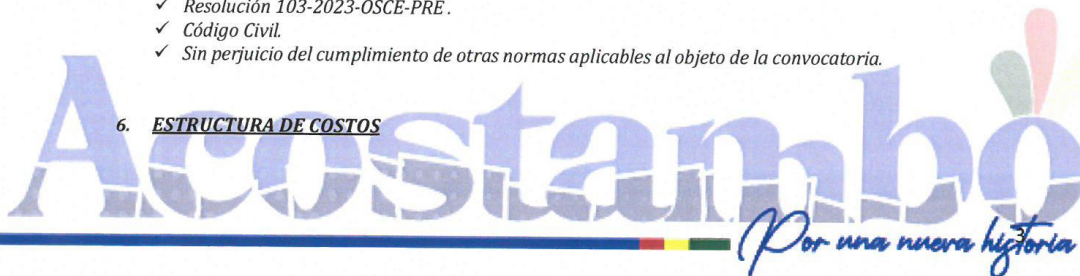 ✓ Resolución 103-2023-OSCE-PRE .
✓ Código Civil.
✓ Sin perjuicio del cumplimiento de otras normas aplicables al objeto de la convocatoria.
6. ESTRUCTURA DE COSTOS
Acostambo
Por una nueva historia
3